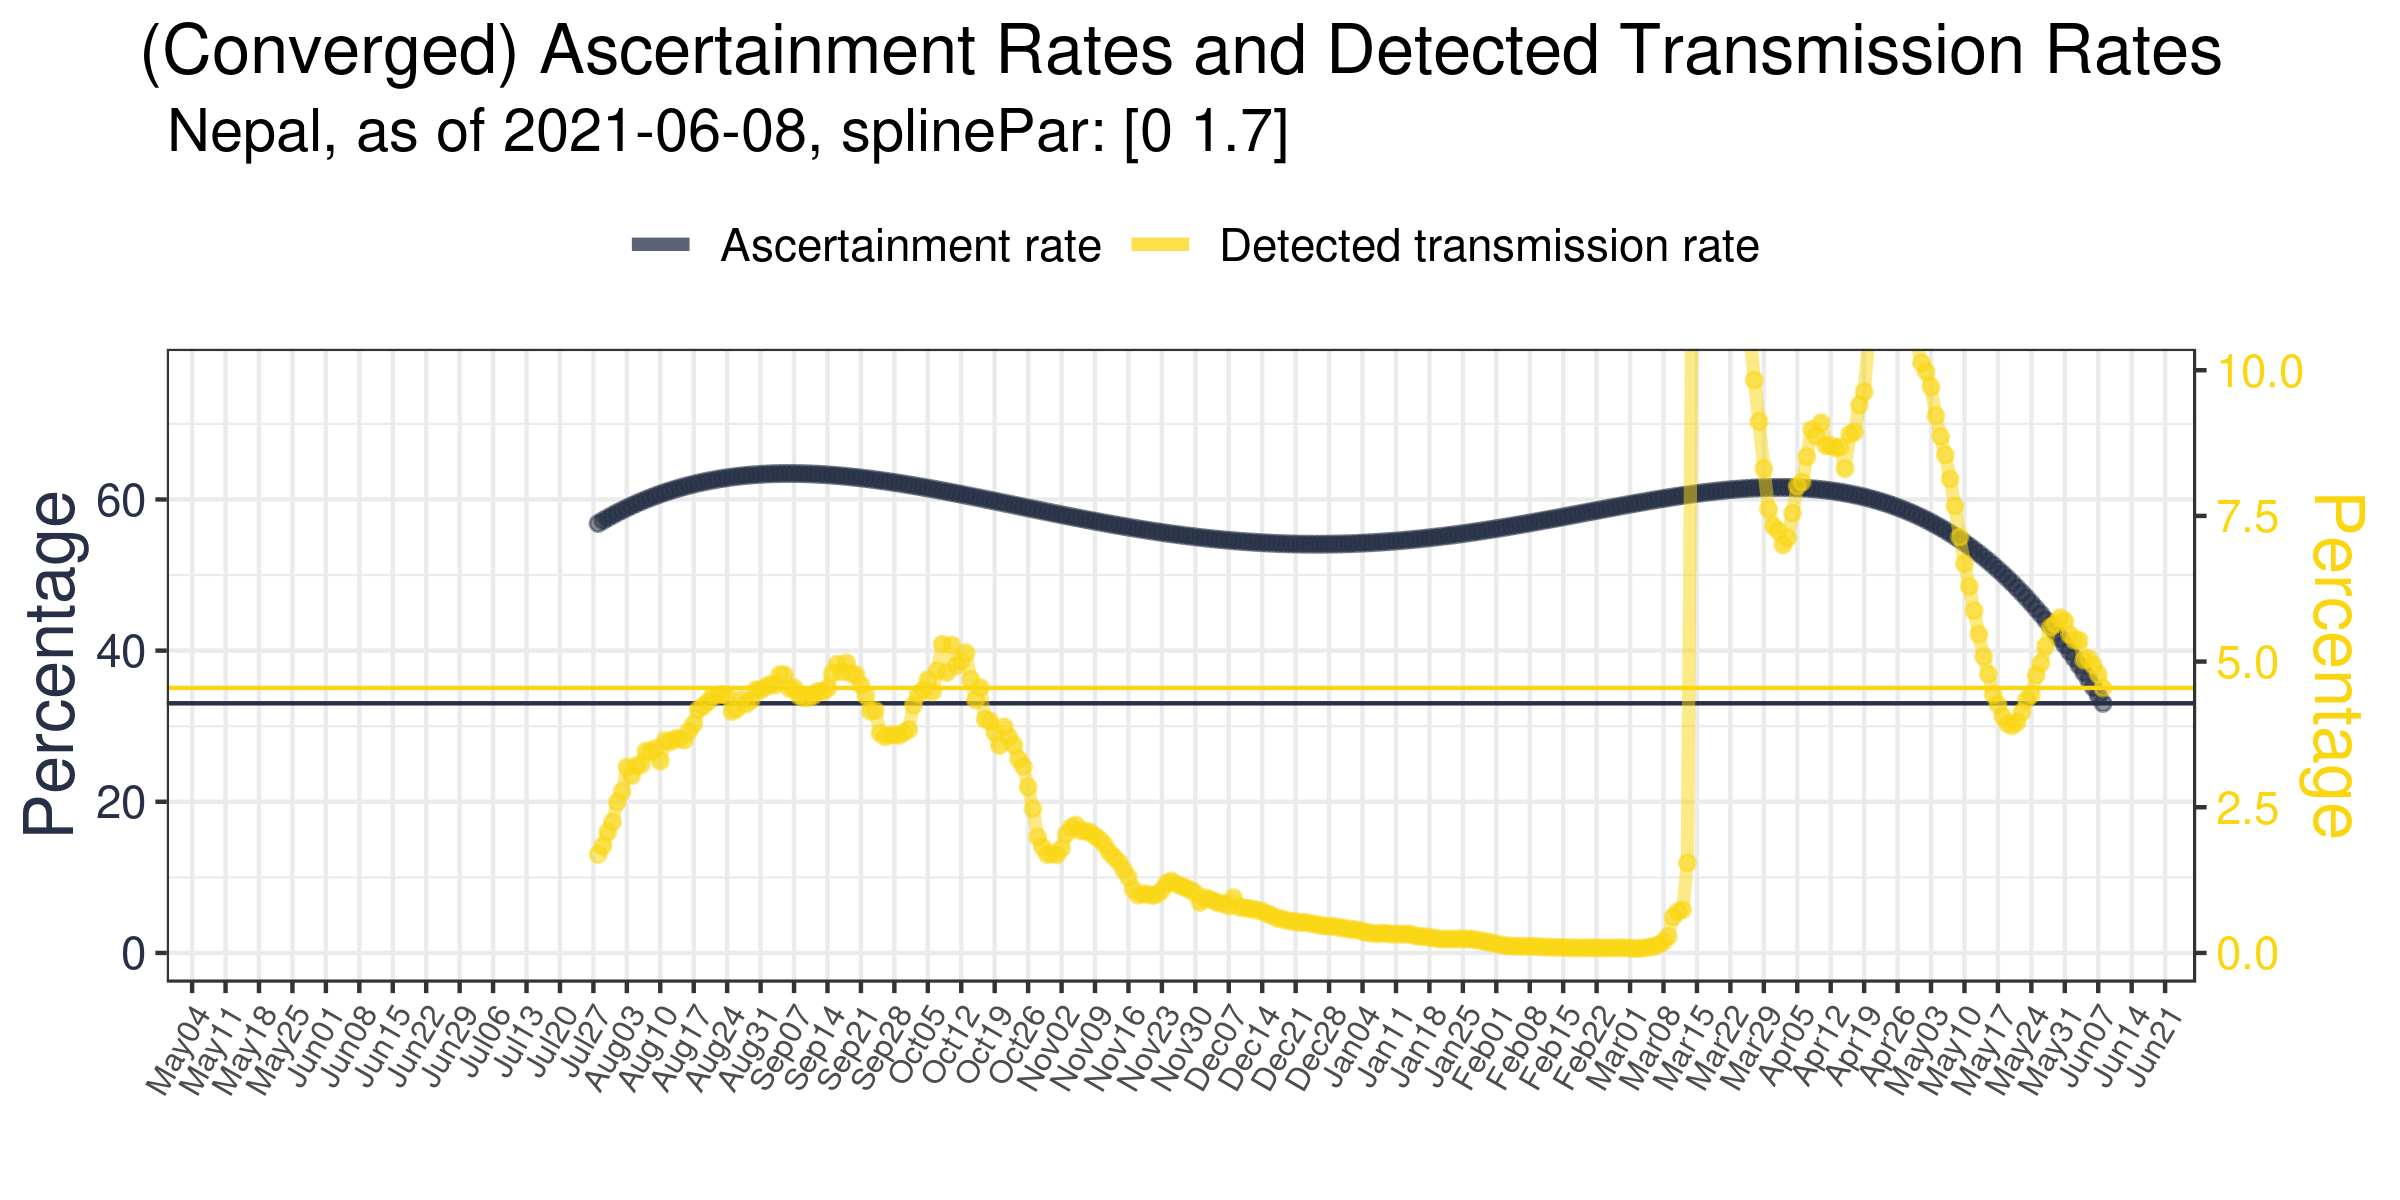 (Converged) Ascertainment Rates and Detected Transmission Rates
Nepal, as of 2021-06-08, splinePar: [0 1.7]
Ascertainment rate
Detected transmission rate
Percentage
60
40
20
0
10.0
7.5
5.0
2.5
0.0
Percentage
May04
May11
May18
May25
Jun01
Jun08
Jun15
Jun22
Jun29
Jul06
Jul13
Jul20
Jul27
Aug03
Aug10
Aug17
Aug24
Aug31
Sep07
Sep14
Sep21
Sep28
Oct05
Oct12
Oct19
Oct26
Nov02
Nov09
Nov16
Nov23
Nov30
Dec07
Dec14
Dec21
Dec28
Jan04
Jan11
Jan18
Jan25
Feb01
Feb08
Feb15
Feb22
Mar01
Mar08
Mar15
Mar22
Mar29
Apr05
Apr12
Apr19
Apr26
May03
May10
May17
May24
May31
Jun07
Jun14
Jun21